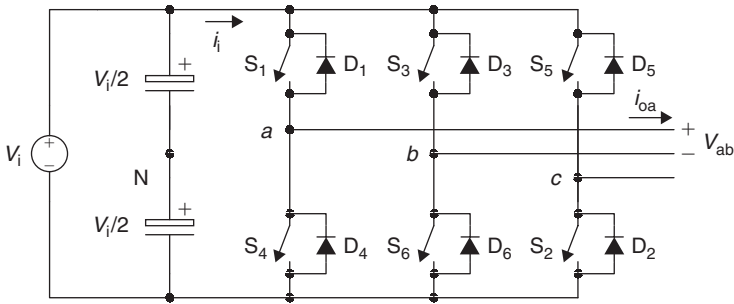 i_i
V_i/2 + S_1 D_1 S_3 D_3 S_5 D_5
i_oa
V_i + −
a +
b − V_ab
N c
V_i/2 + S_4 D_4 S_6 D_6 S_2 D_2